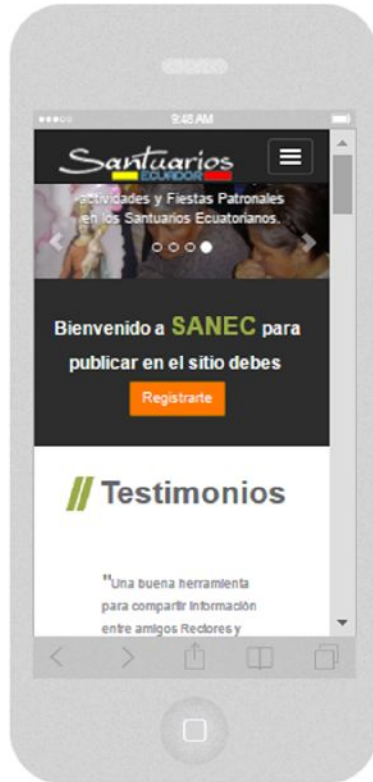 9:46 AM
Santuarios
ECUADOR
actividades y Fiestas Patronales
en los Santuarios Ecuatorianos.
Bienvenido a SANEC para
publicar en el sitio debes
Registrarte
// Testimonios
"Una buena herramienta
para compartir información
entre amigos Rectores y